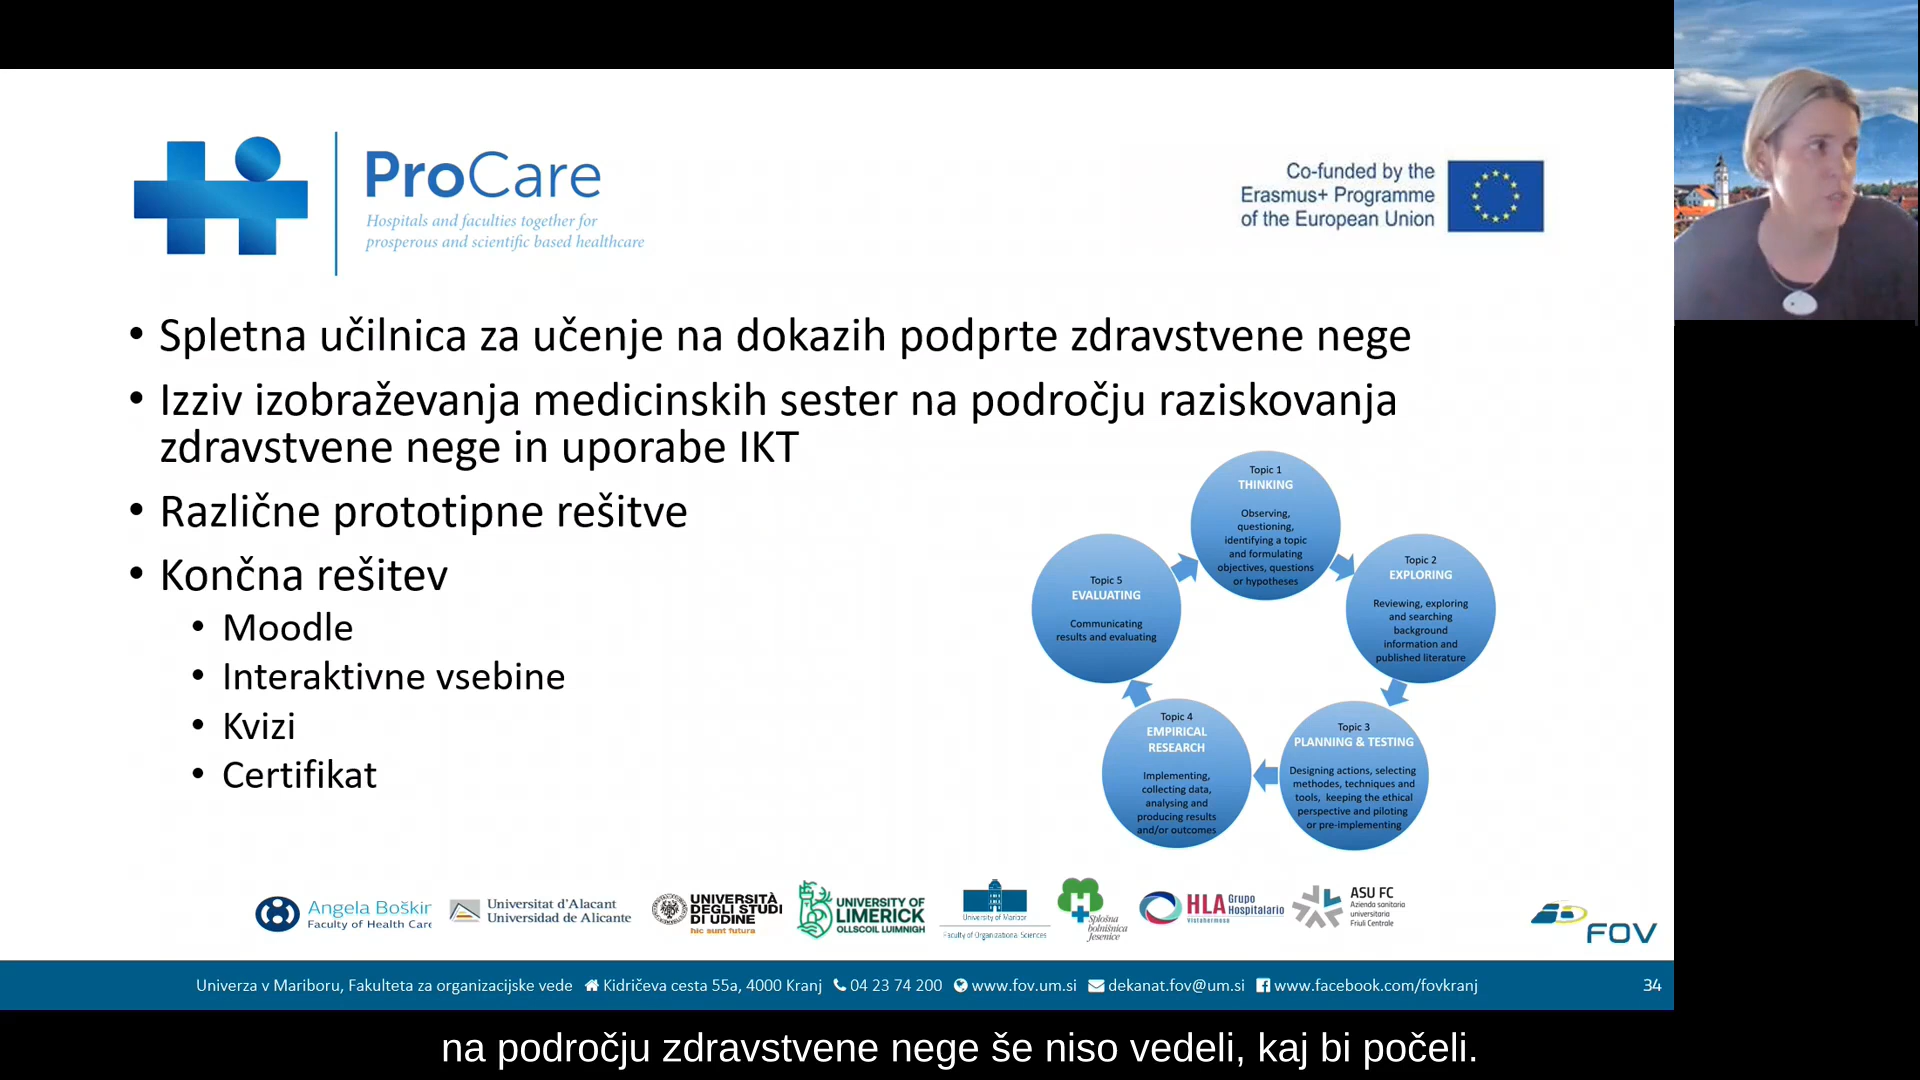 ProCare
Hospitals and faculties together for
prosperous and scientific based healthcare
Co-funded by the
Erasmus+ Programme
of the European Union
• Spletna učilnica za učenje na dokazih podprte zdravstvene nege
• Izziv izobraževanja medicinskih sester na področju raziskovanja
zdravstvene nege in uporabe IKT
• Različne prototipne rešitve
• Končna rešitev
• Moodle
• Interaktivne vsebine
• Kvizi
• Certifikat
Topic 1
THINKING
Observing,
questioning,
identifying a topic
and formulating
objectives, questions
or hypotheses
Topic 2
EXPLORING
Reviewing, exploring
and searching
background
information and
published literature
Topic 3
PLANNING & TESTING
Designing actions, selecting
methodes, techniques and
tools, keeping the ethical
perspective and piloting
or pre-implementing
Topic 4
EMPIRICAL
RESEARCH
Implementing,
collecting data,
analysing and
producing results
and/or outcomes
Topic 5
EVALUATING
Communicating
results and evaluating
Angela Boškin
Faculty of Health Care
Universitat d'Alacant
Universidad de Alicante
UNIVERSITÀ
DEGLI STUDI
DI UDINE
hic sunt futura
UNIVERSITY OF
LIMERICK
OLLSCOIL LUIMNIGH
University of Maribor
Faculty of Organizational Sciences
Splošna
bolnišnica
Jesenice
HLA Grupo
Hospitalario
Vistahermosa
ASU FC
Azienda sanitaria
universitaria
Friuli Centrale
FOV
Univerza v Mariboru, Fakulteta za organizacijske vede Kidričeva cesta 55a, 4000 Kranj 04 23 74 200 www.fov.um.si dekanat.fov@um.si www.facebook.com/fovkranj 34
na področju zdravstvene nege še niso vedeli, kaj bi počeli.